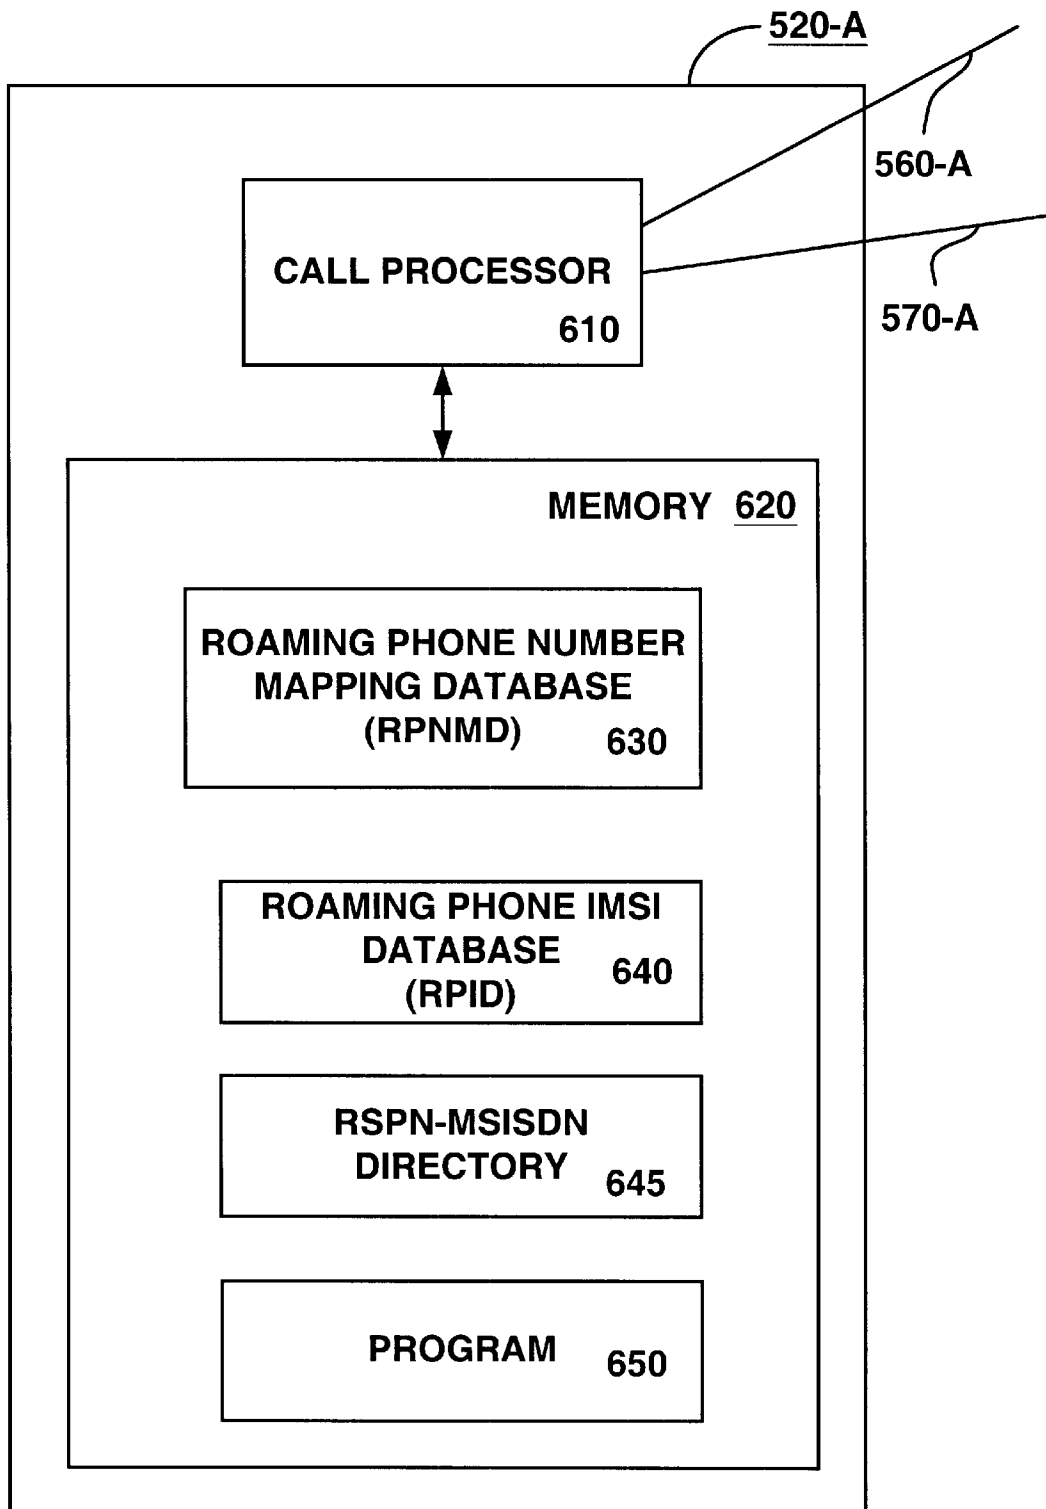 520-A
560-A
570-A
CALL PROCESSOR
610
MEMORY 620
ROAMING PHONE NUMBER
MAPPING DATABASE
(RPNMD) 630
ROAMING PHONE IMSI
DATABASE
(RPID) 640
RSPN-MSISDN
DIRECTORY
645
PROGRAM 650